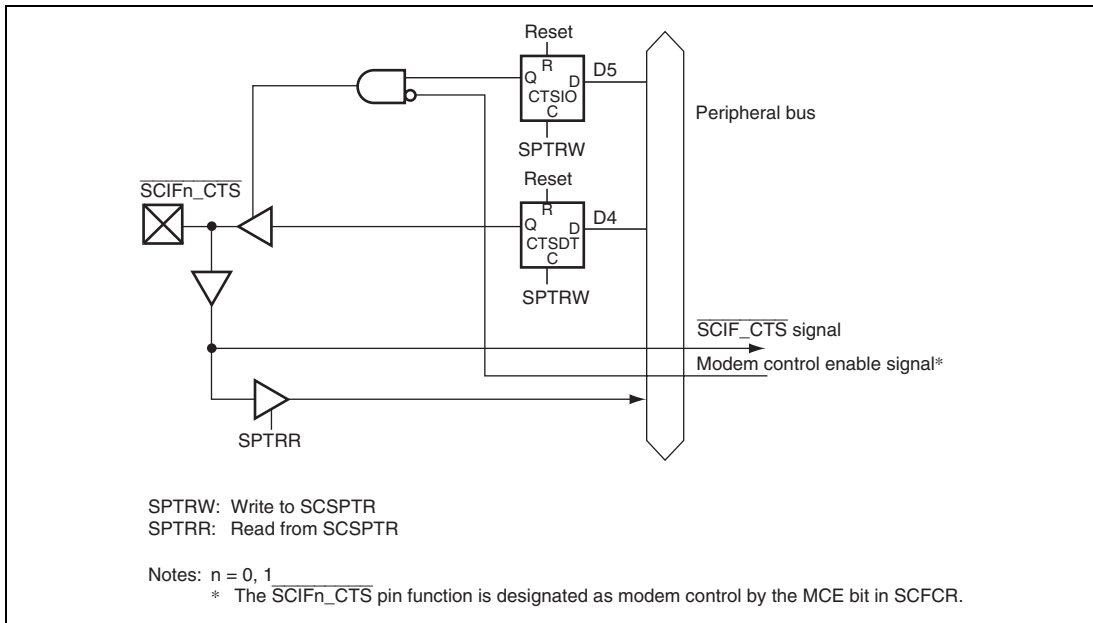 Reset
R
D5
Q
D
CTSIO
C
Peripheral bus
SPTRW
SCIFn_CTS
Reset
R
D4
Q
D
CTSDT
C
SPTRW
SCIF_CTS signal
Modem control enable signal*
SPTRR
SPTRW: Write to SCSPTR
SPTRR: Read from SCSPTR
Notes: n = 0, 1
* The SCIFn_CTS pin function is designated as modem control by the MCE bit in SCFCR.